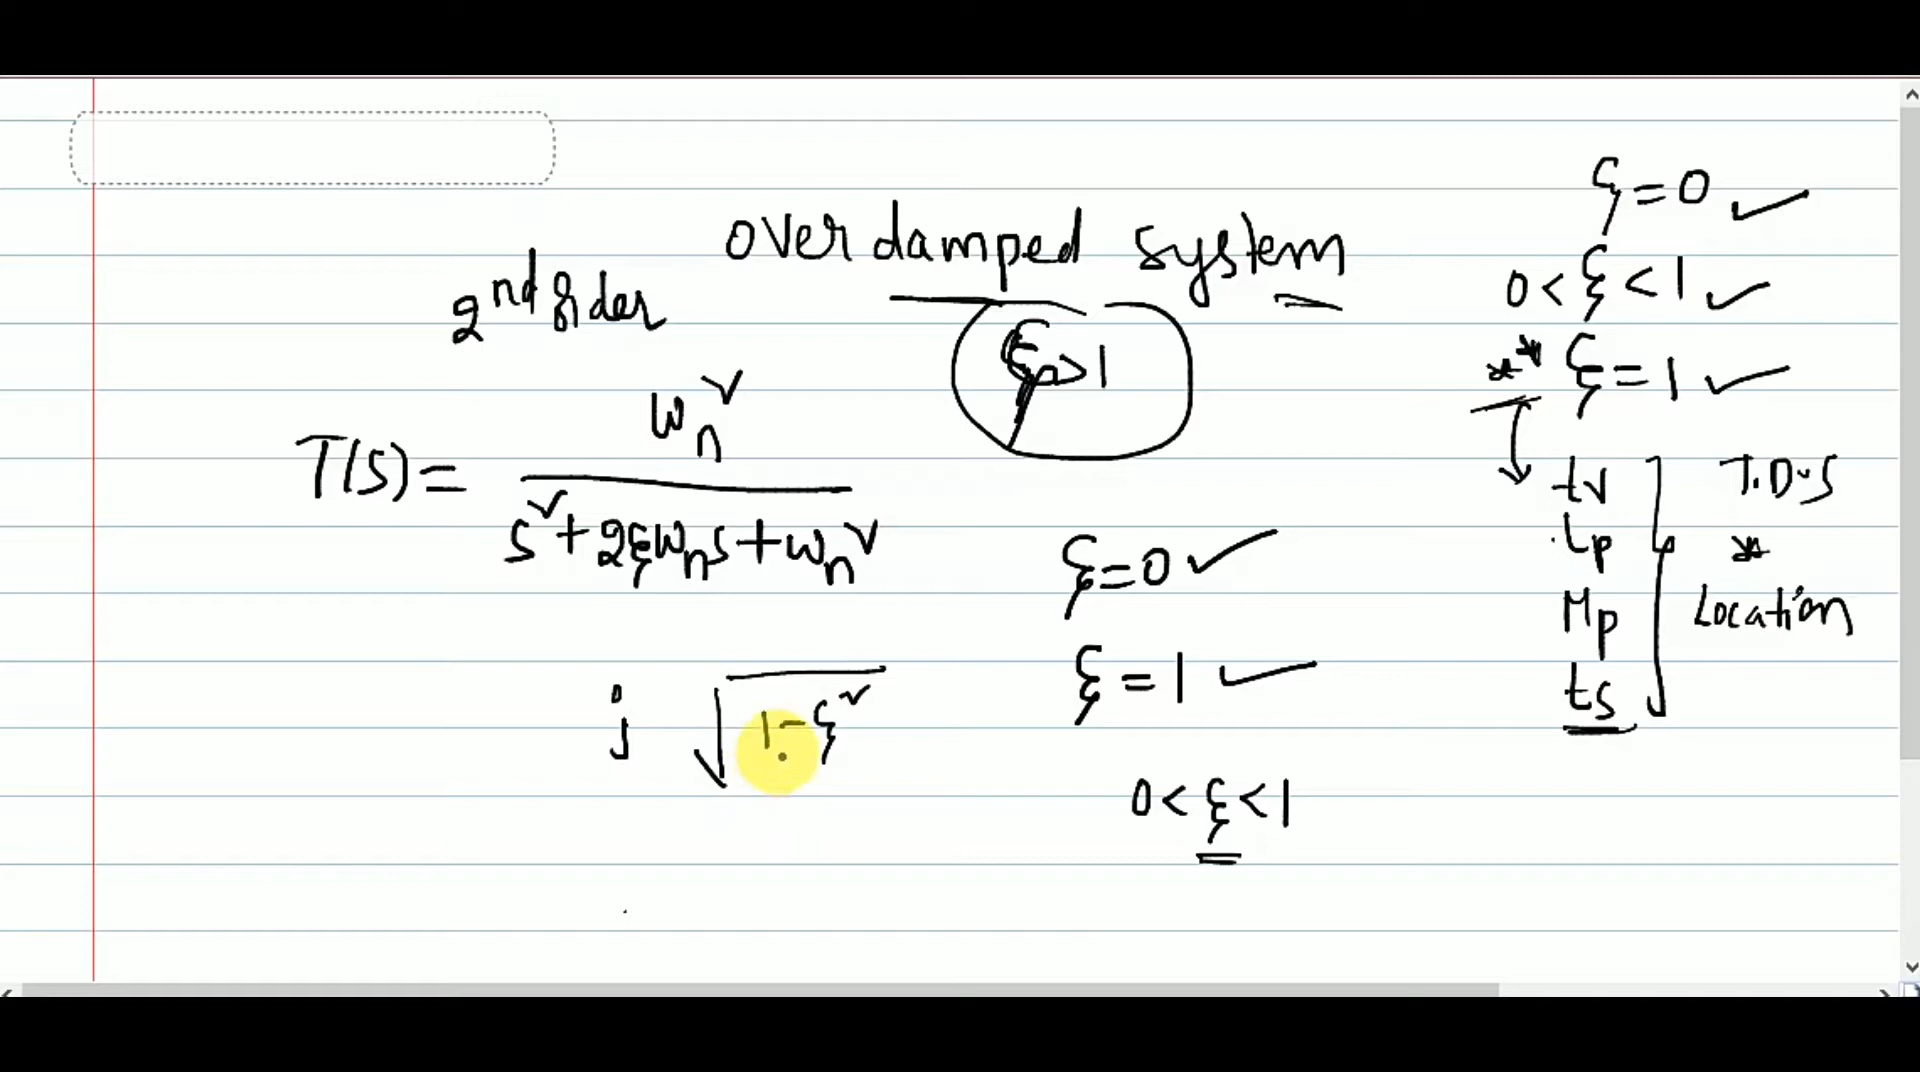 over damped system
2nd order
ξ>1
T(s) = ωn² / s² + 2ξωns + ωn²
j √1-ξ²
ξ=0 ✓
ξ=1 ✓
0<ξ<1
ξ=0 ✓
0<ξ<1 ✓
** ξ=1 ✓
tr
tp
Mp
ts
T.D.S
*
Location